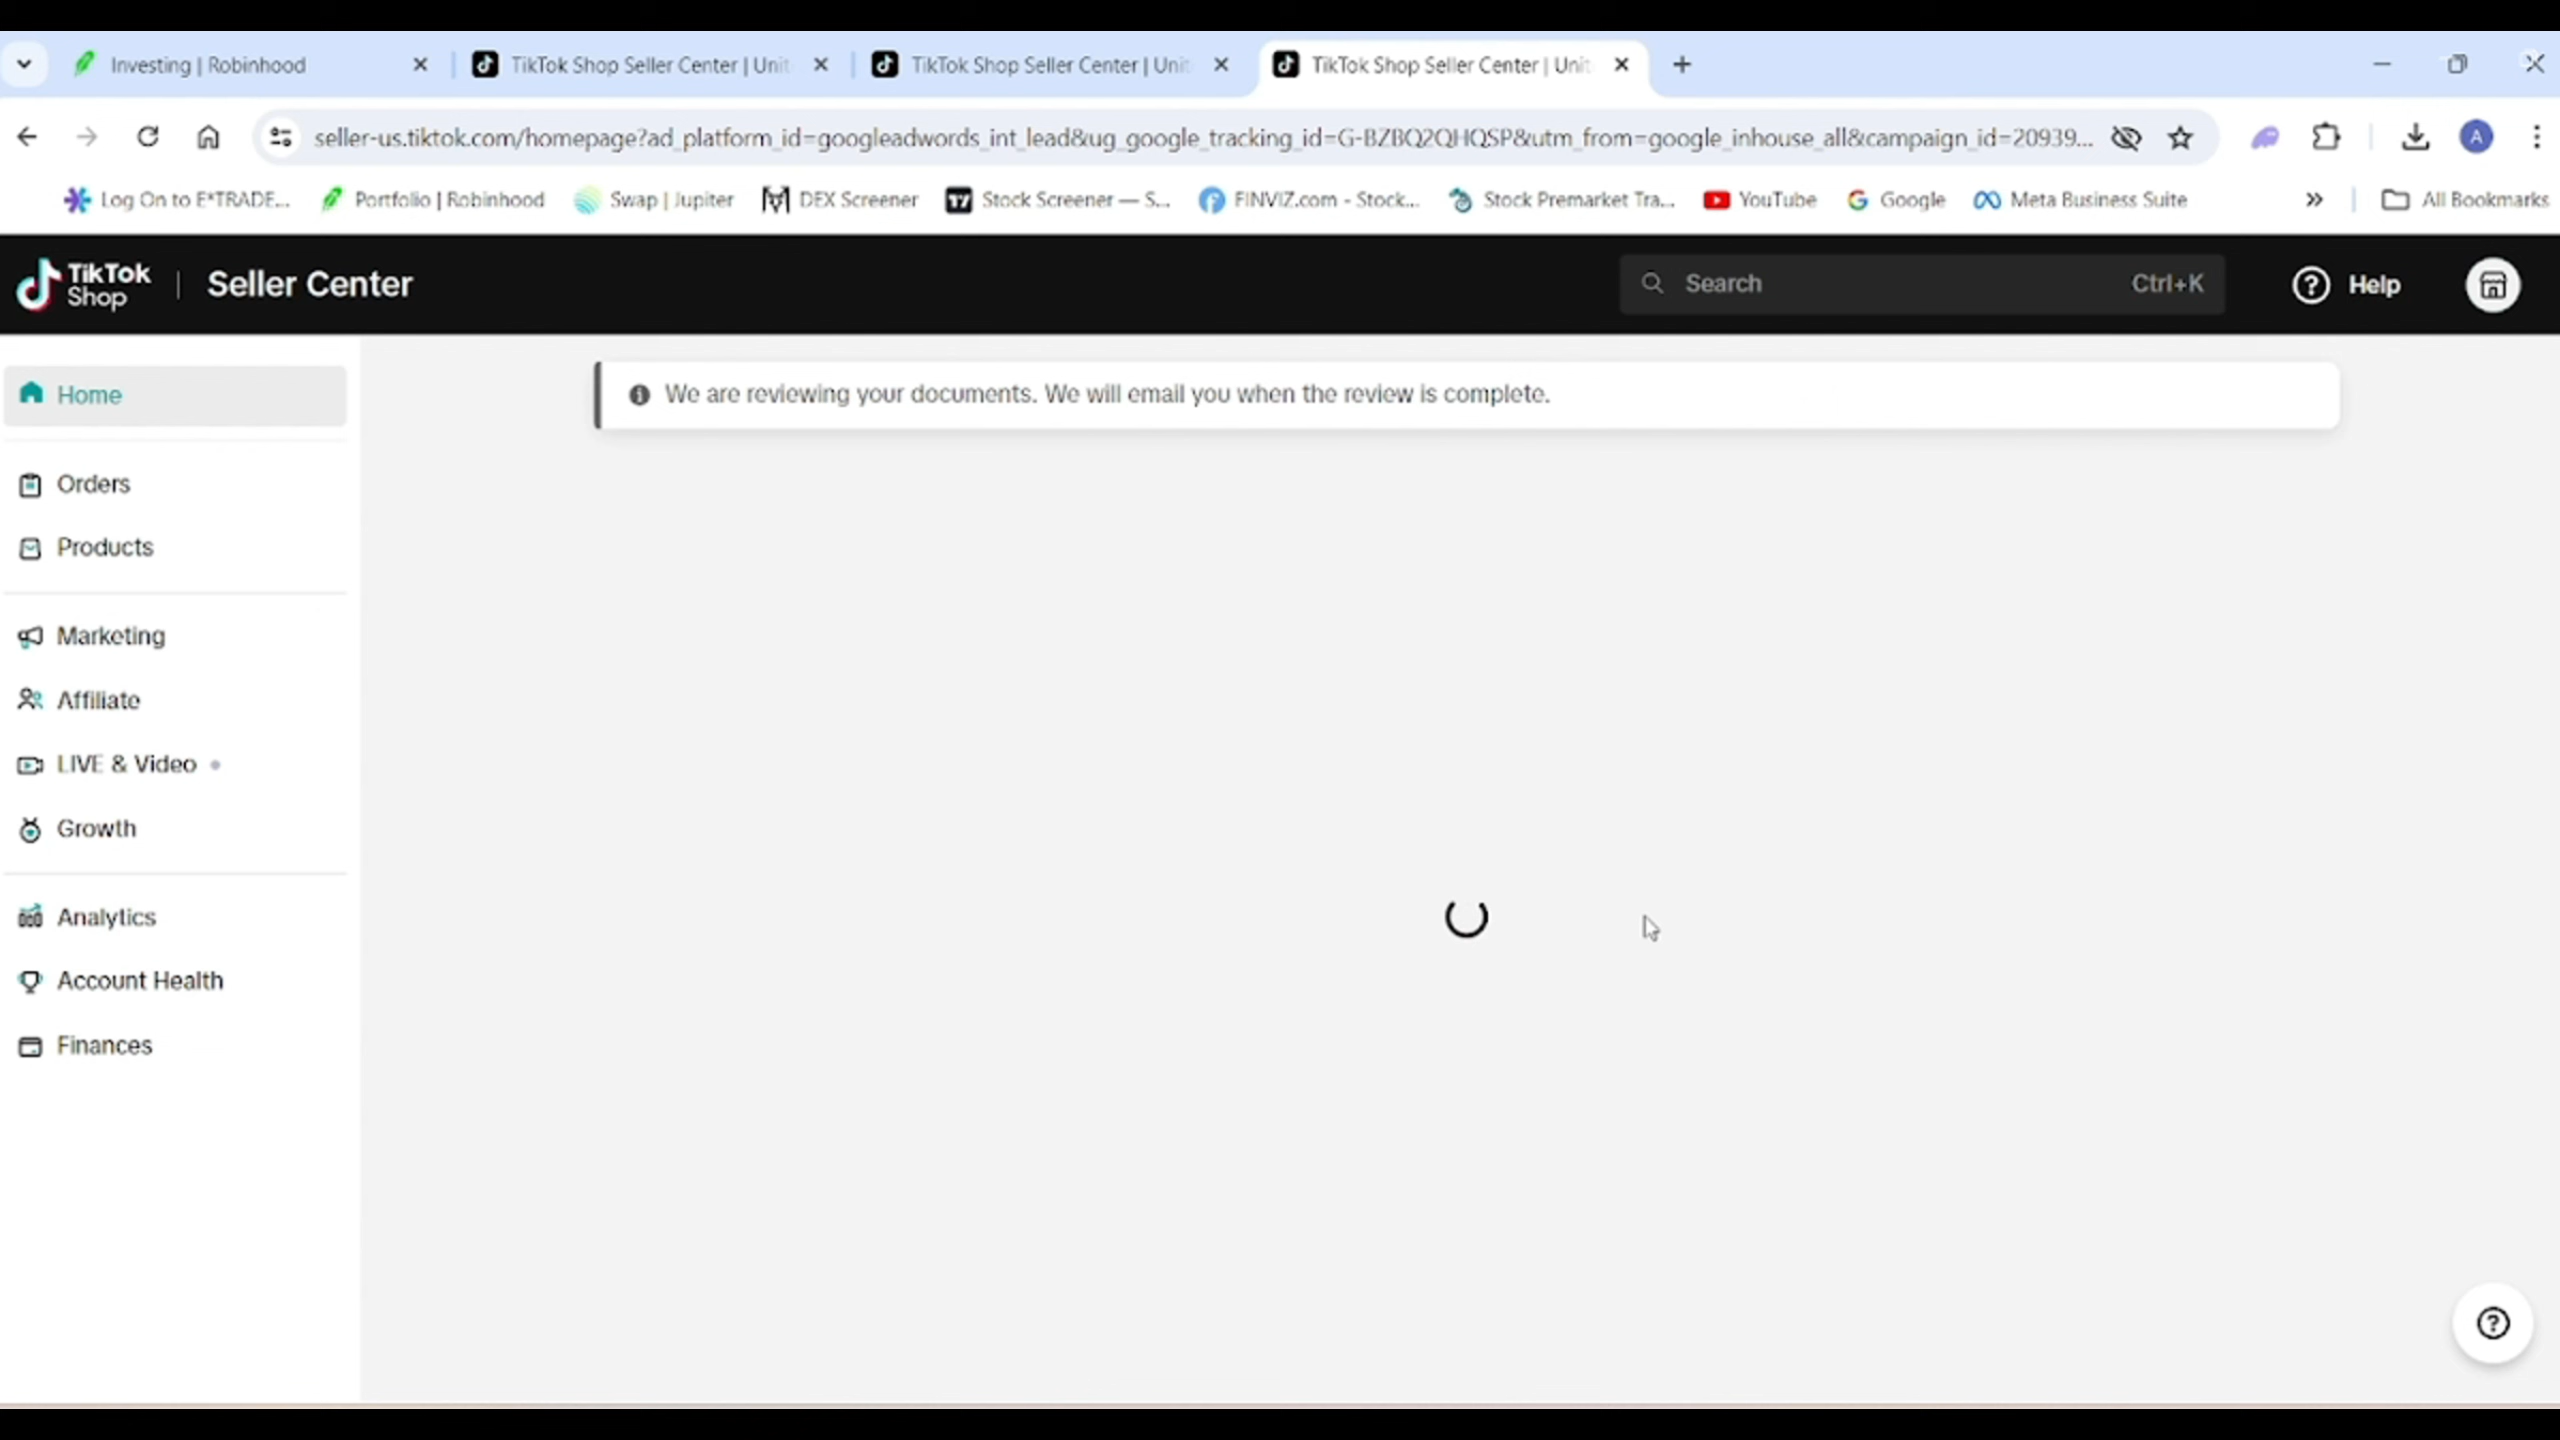 Investing | Robinhood
TikTok Shop Seller Center | Unit
TikTok Shop Seller Center | Unit
TikTok Shop Seller Center | Unit
seller-us.tiktok.com/homepage?ad_platform_id=googleadwords_int_lead&ug_google_tracking_id=G-BZBQ2QHQSP&utm_from=google_inhouse_all&campaign_id=20939...
A
Log On to E*TRADE...
Portfolio | Robinhood
Swap | Jupiter
DEX Screener
Stock Screener — S...
FINVIZ.com - Stock...
Stock Premarket Tra...
YouTube
Google
Meta Business Suite
All Bookmarks
TikTok
Shop
Seller Center
Search
Ctrl+K
Help
Home
We are reviewing your documents. We will email you when the review is complete.
Orders
Products
Marketing
Affiliate
LIVE & Video
Growth
Analytics
Account Health
Finances